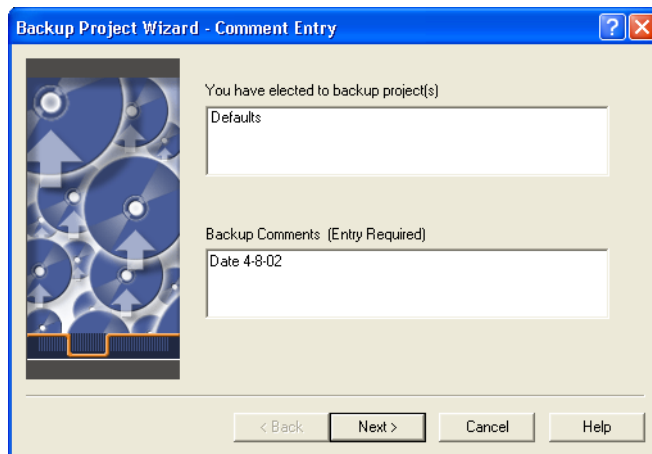 Backup Project Wizard - Comment Entry
You have elected to backup project(s)
Defaults
Backup Comments (Entry Required)
Date 4-8-02
< Back
Next >
Cancel
Help